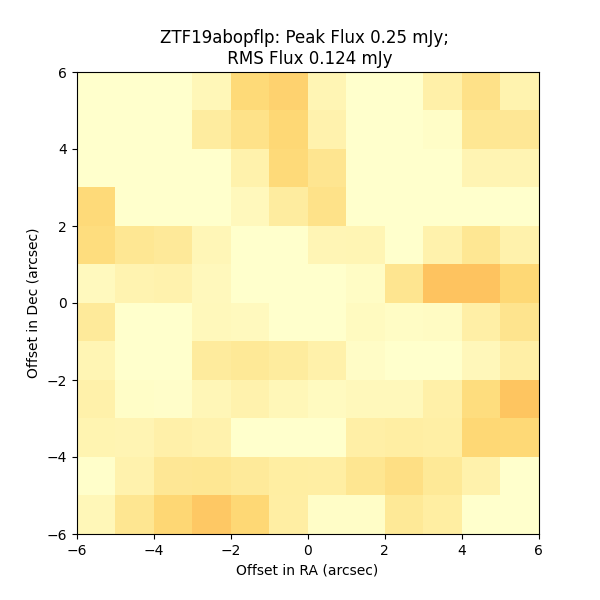 ZTF19abopflp: Peak Flux 0.25 mJy;
RMS Flux 0.124 mJy
6
4
2
0
−2
−4
−6
Offset in Dec (arcsec)
−6 −4 −2 0 2 4 6
Offset in RA (arcsec)